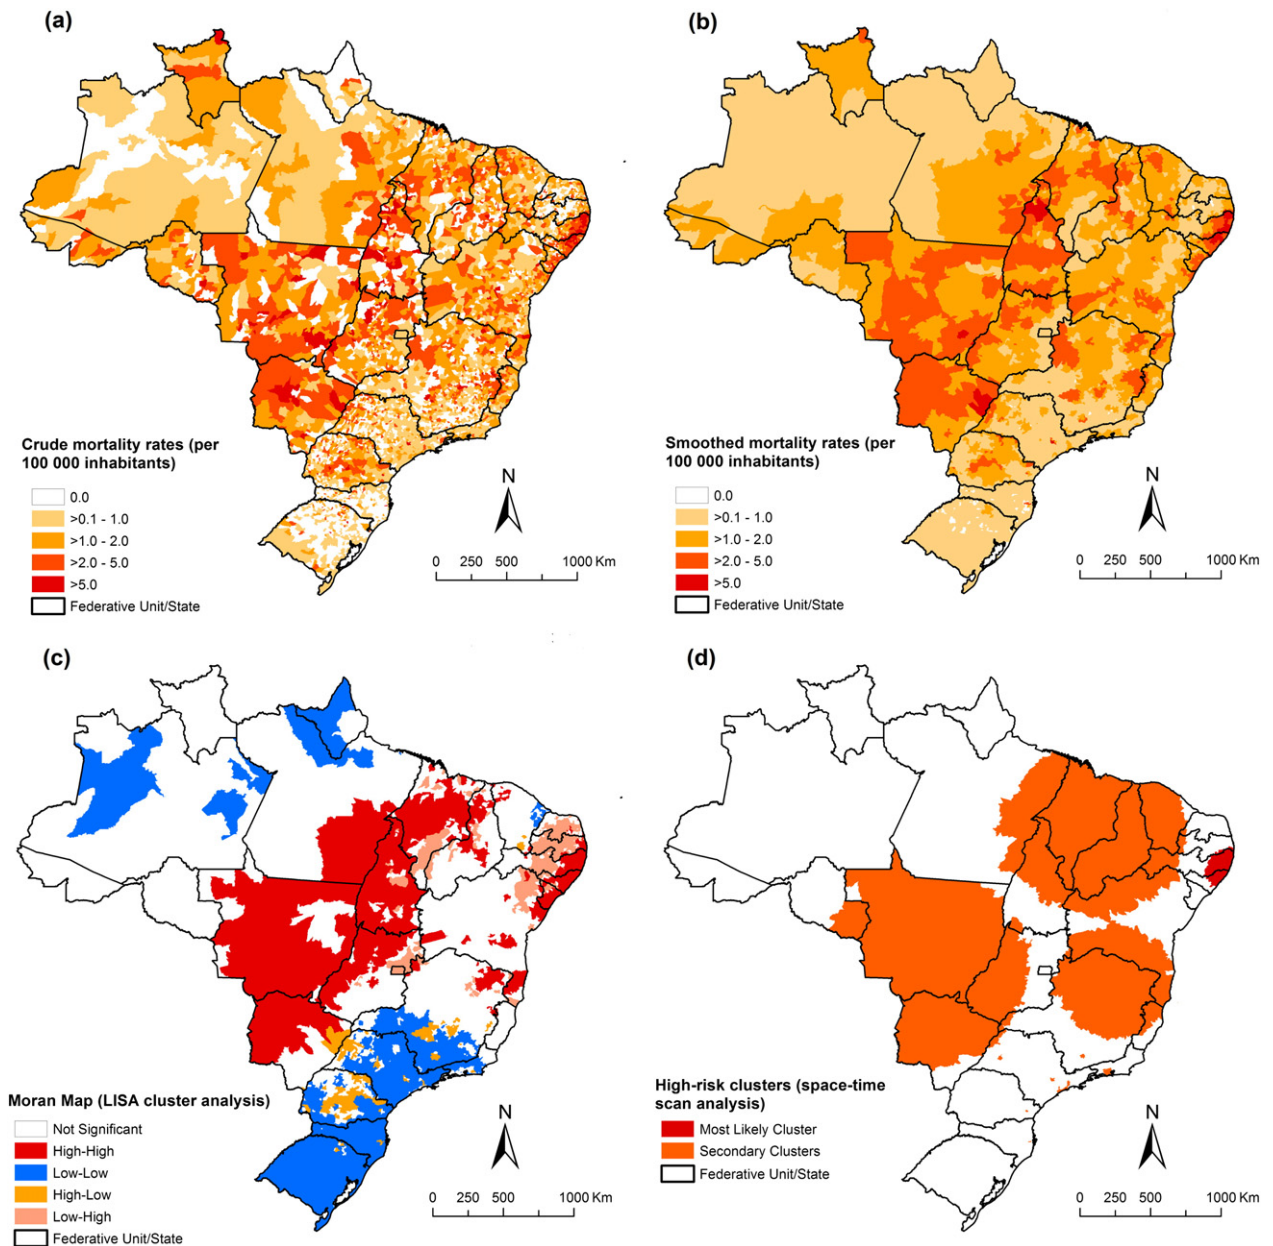 (a)
Crude mortality rates (per
100 000 inhabitants)
0.0
>0.1 - 1.0
>1.0 - 2.0
>2.0 - 5.0
>5.0
Federative Unit/State
N
0 250 500 1000 Km
(b)
Smoothed mortality rates (per
100 000 inhabitants)
0.0
>0.1 - 1.0
>1.0 - 2.0
>2.0 - 5.0
>5.0
Federative Unit/State
N
0 250 500 1000 Km
(c)
Moran Map (LISA cluster analysis)
Not Significant
High-High
Low-Low
High-Low
Low-High
Federative Unit/State
N
0 250 500 1000 Km
(d)
High-risk clusters (space-time
scan analysis)
Most Likely Cluster
Secondary Clusters
Federative Unit/State
N
0 250 500 1000 Km